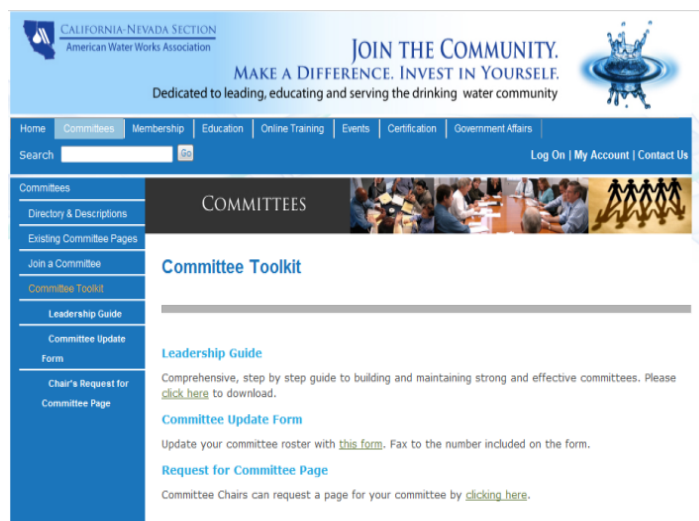 CALIFORNIA-NEVADA SECTION
American Water Works Association
JOIN THE COMMUNITY.
MAKE A DIFFERENCE. INVEST IN YOURSELF.
Dedicated to leading, educating and serving the drinking water community
Home Committees Membership Education Online Training Events Certification Government Affairs
Search Go Log On | My Account | Contact Us
Committees
Directory & Descriptions
Existing Committee Pages
Join a Committee
Committee Toolkit
Leadership Guide
Committee Update
Form
Chair's Request for
Committee Page
COMMITTEES
Committee Toolkit
Leadership Guide
Comprehensive, step by step guide to building and maintaining strong and effective committees. Please
click here to download.
Committee Update Form
Update your committee roster with this form. Fax to the number included on the form.
Request for Committee Page
Committee Chairs can request a page for your committee by clicking here.